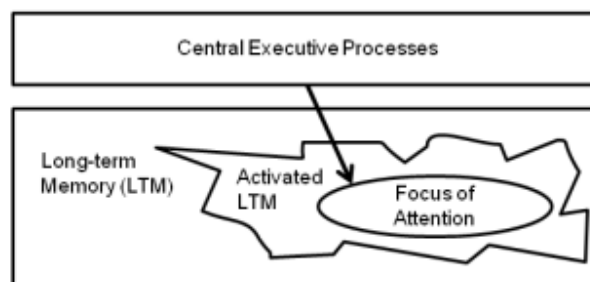 Central Executive Processes
Long-term
Memory (LTM)
Activated
LTM
Focus of
Attention